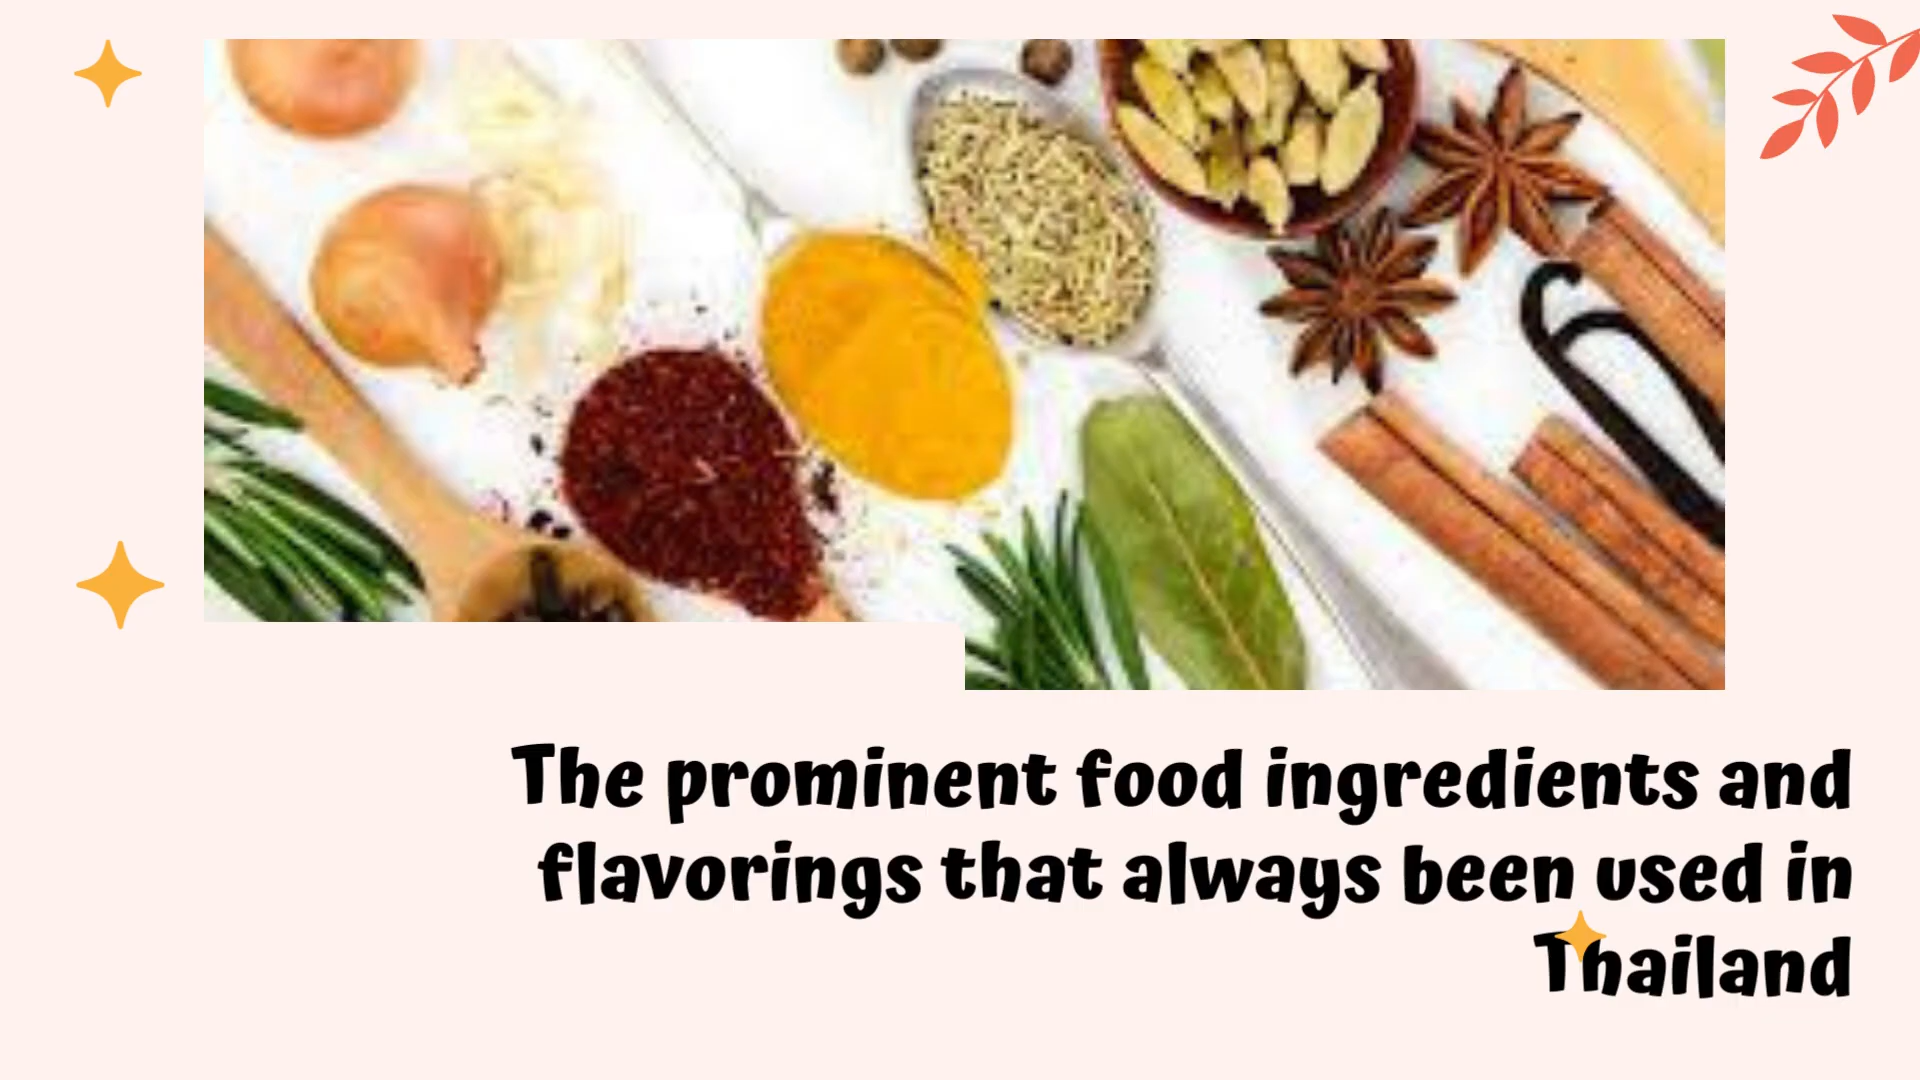 The prominent food ingredients and
flavorings that always been used in
Thailand